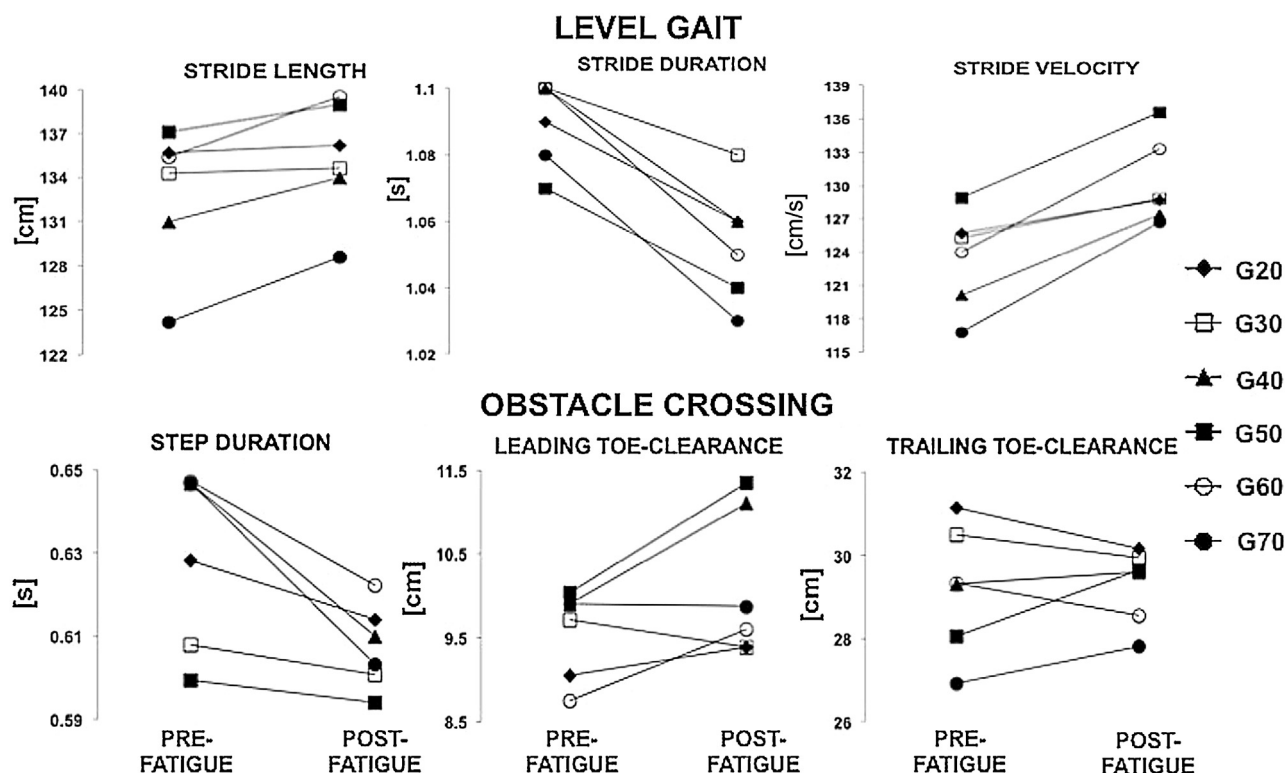 LEVEL GAIT
STRIDE LENGTH
140
137
134
131
128
125
122
[cm]
STRIDE DURATION
1.1
1.08
1.06
1.04
1.02
[s]
STRIDE VELOCITY
139
136
133
130
127
124
121
118
115
[cm/s]
G20
G30
G40
G50
G60
G70
OBSTACLE CROSSING
STEP DURATION
0.65
0.63
0.61
0.59
[s]
PRE-
FATIGUE
POST-
FATIGUE
LEADING TOE-CLEARANCE
11.5
10.5
9.5
8.5
[cm]
PRE-
FATIGUE
POST-
FATIGUE
TRAILING TOE-CLEARANCE
32
30
28
26
[cm]
PRE-
FATIGUE
POST-
FATIGUE